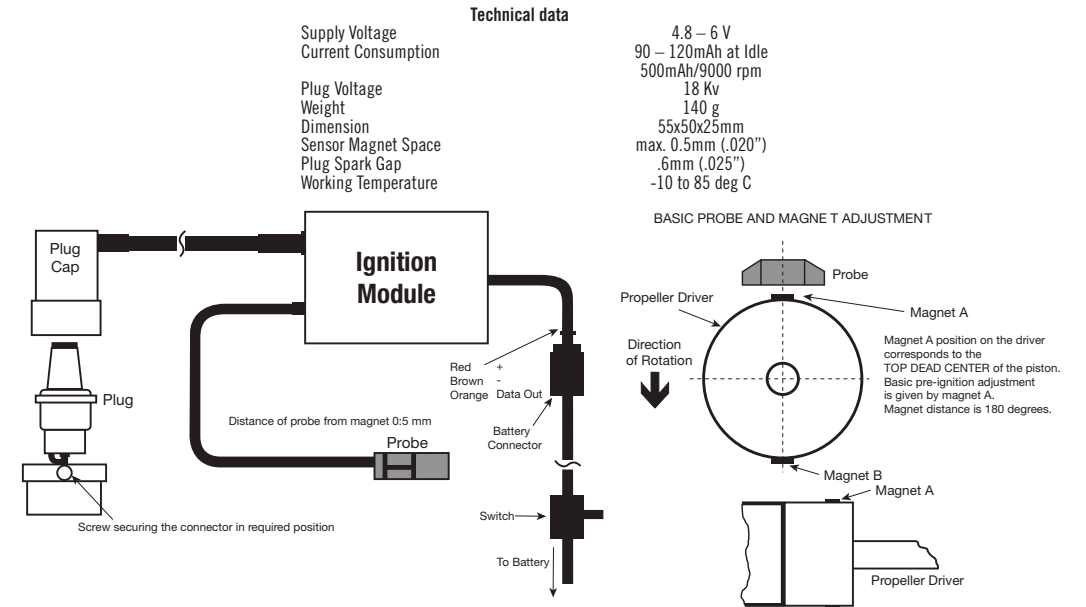 Technical data
Supply Voltage 4.8 – 6 V
Current Consumption 90 – 120mAh at Idle
500mAh/9000 rpm
Plug Voltage 18 Kv
Weight 140 g
Dimension 55x50x25mm
Sensor Magnet Space max. 0.5mm (.020”)
Plug Spark Gap .6mm (.025”)
Working Temperature -10 to 85 deg C
Plug
Cap
Ignition
Module
Plug
Distance of probe from magnet 0:5 mm
Probe
Screw securing the connector in required position
Red +
Brown -
Orange Data Out
Battery
Connector
Switch
To Battery
BASIC PROBE AND MAGNE T ADJUSTMENT
Probe
Propeller Driver
Magnet A
Direction
of Rotation
Magnet A position on the driver
corresponds to the
TOP DEAD CENTER of the piston.
Basic pre-ignition adjustment
is given by magnet A.
Magnet distance is 180 degrees.
Magnet B
Magnet A
Propeller Driver